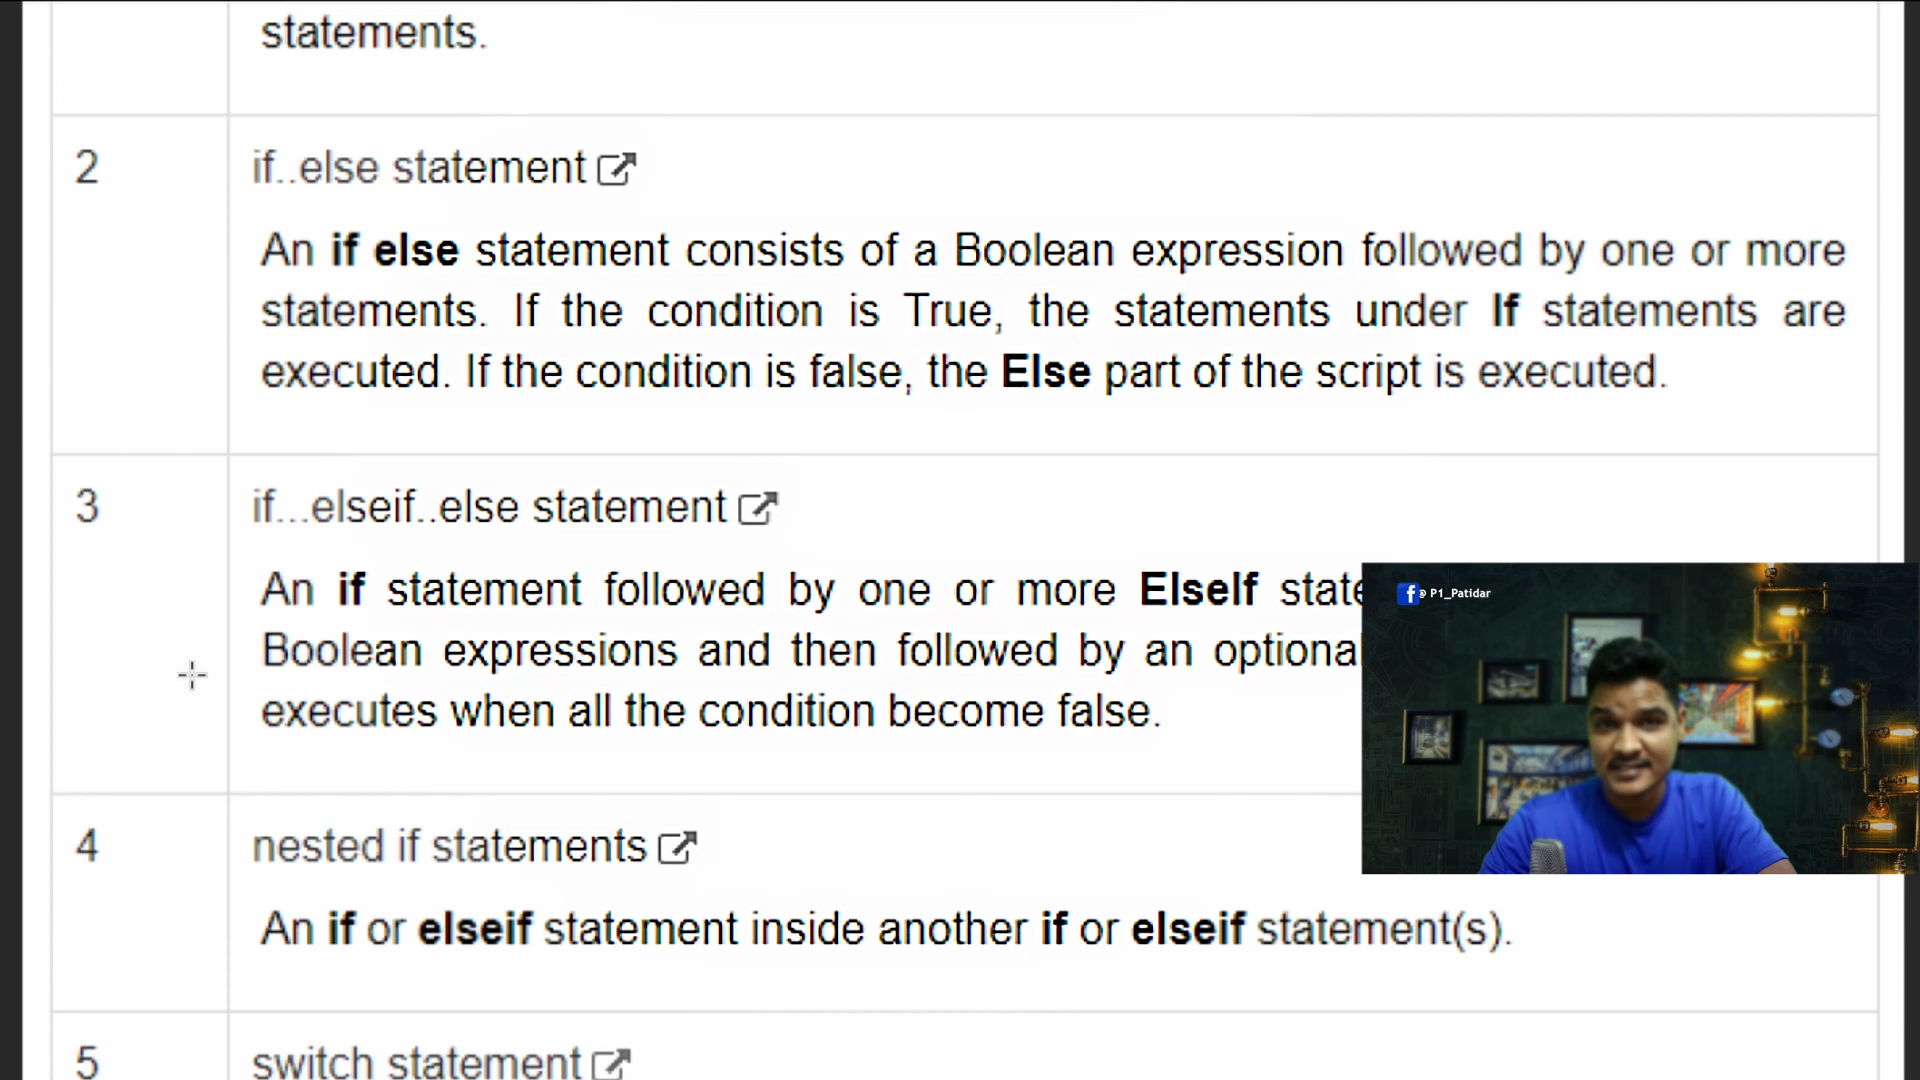 statements.
2
if..else statement
An if else statement consists of a Boolean expression followed by one or more
statements. If the condition is True, the statements under If statements are
executed. If the condition is false, the Else part of the script is executed.
3
if...elseif..else statement
An if statement followed by one or more ElseIf
Boolean expressions and then followed by an optional
executes when all the condition become false.
f@ P1_Patidar
4
nested if statements
An if or elseif statement inside another if or elseif statement(s).
5
switch statement